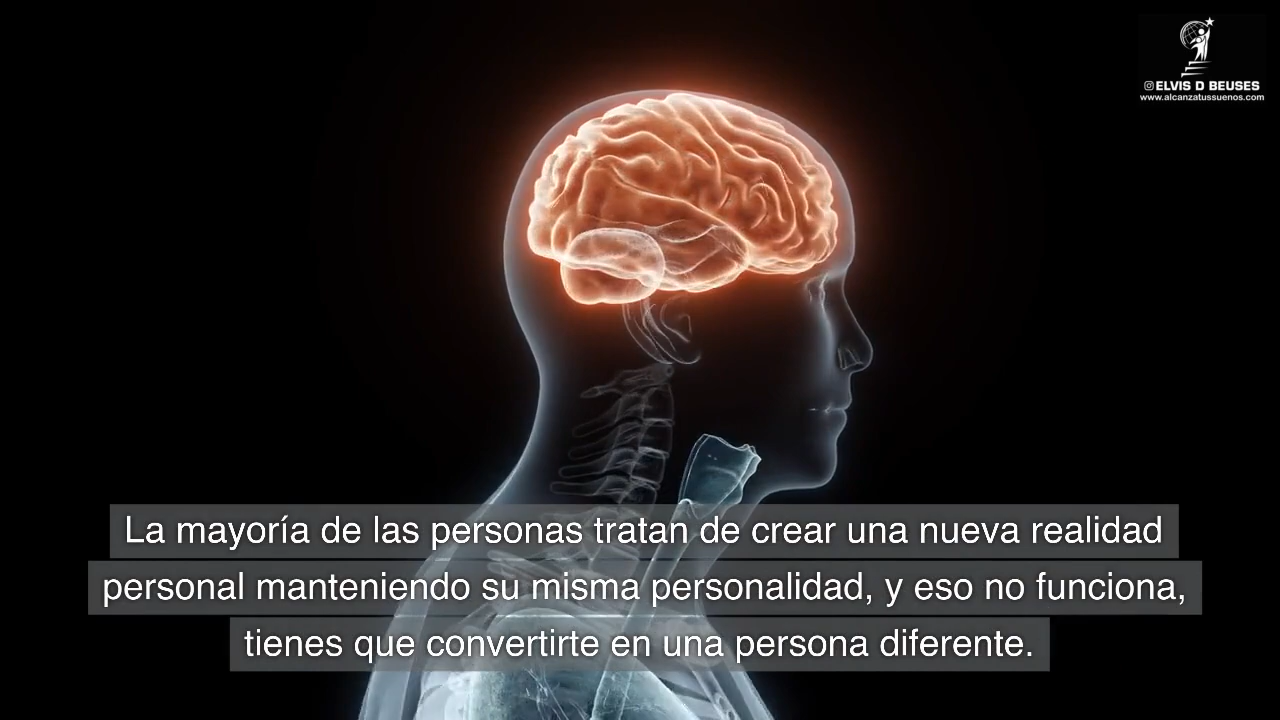 ELVIS D BEUSES
www.alcanzatussuenos.com
La mayoría de las personas tratan de crear una nueva realidad
personal manteniendo su misma personalidad, y eso no funciona,
tienes que convertirte en una persona diferente.